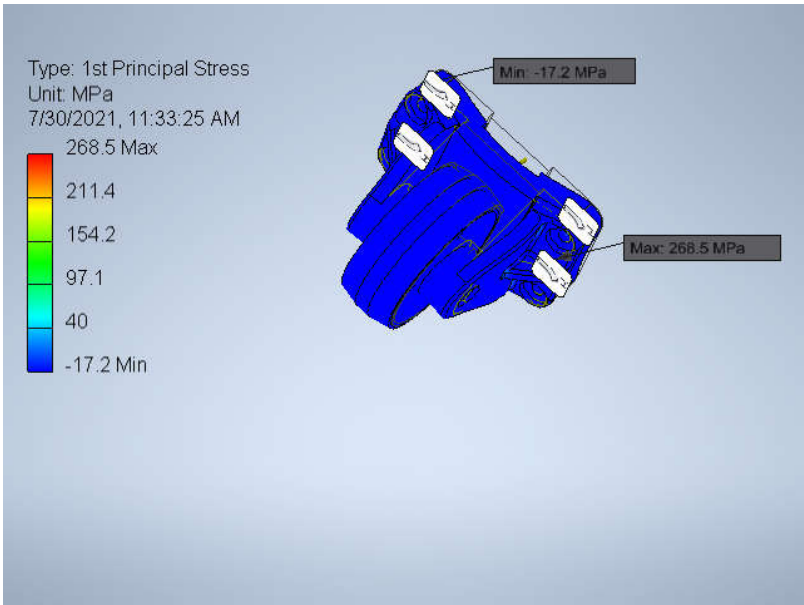 Type: 1st Principal Stress
Unit: MPa
7/30/2021, 11:33:25 AM
268.5 Max
211.4
154.2
97.1
40
-17.2 Min
Min: -17.2 MPa
Max: 268.5 MPa